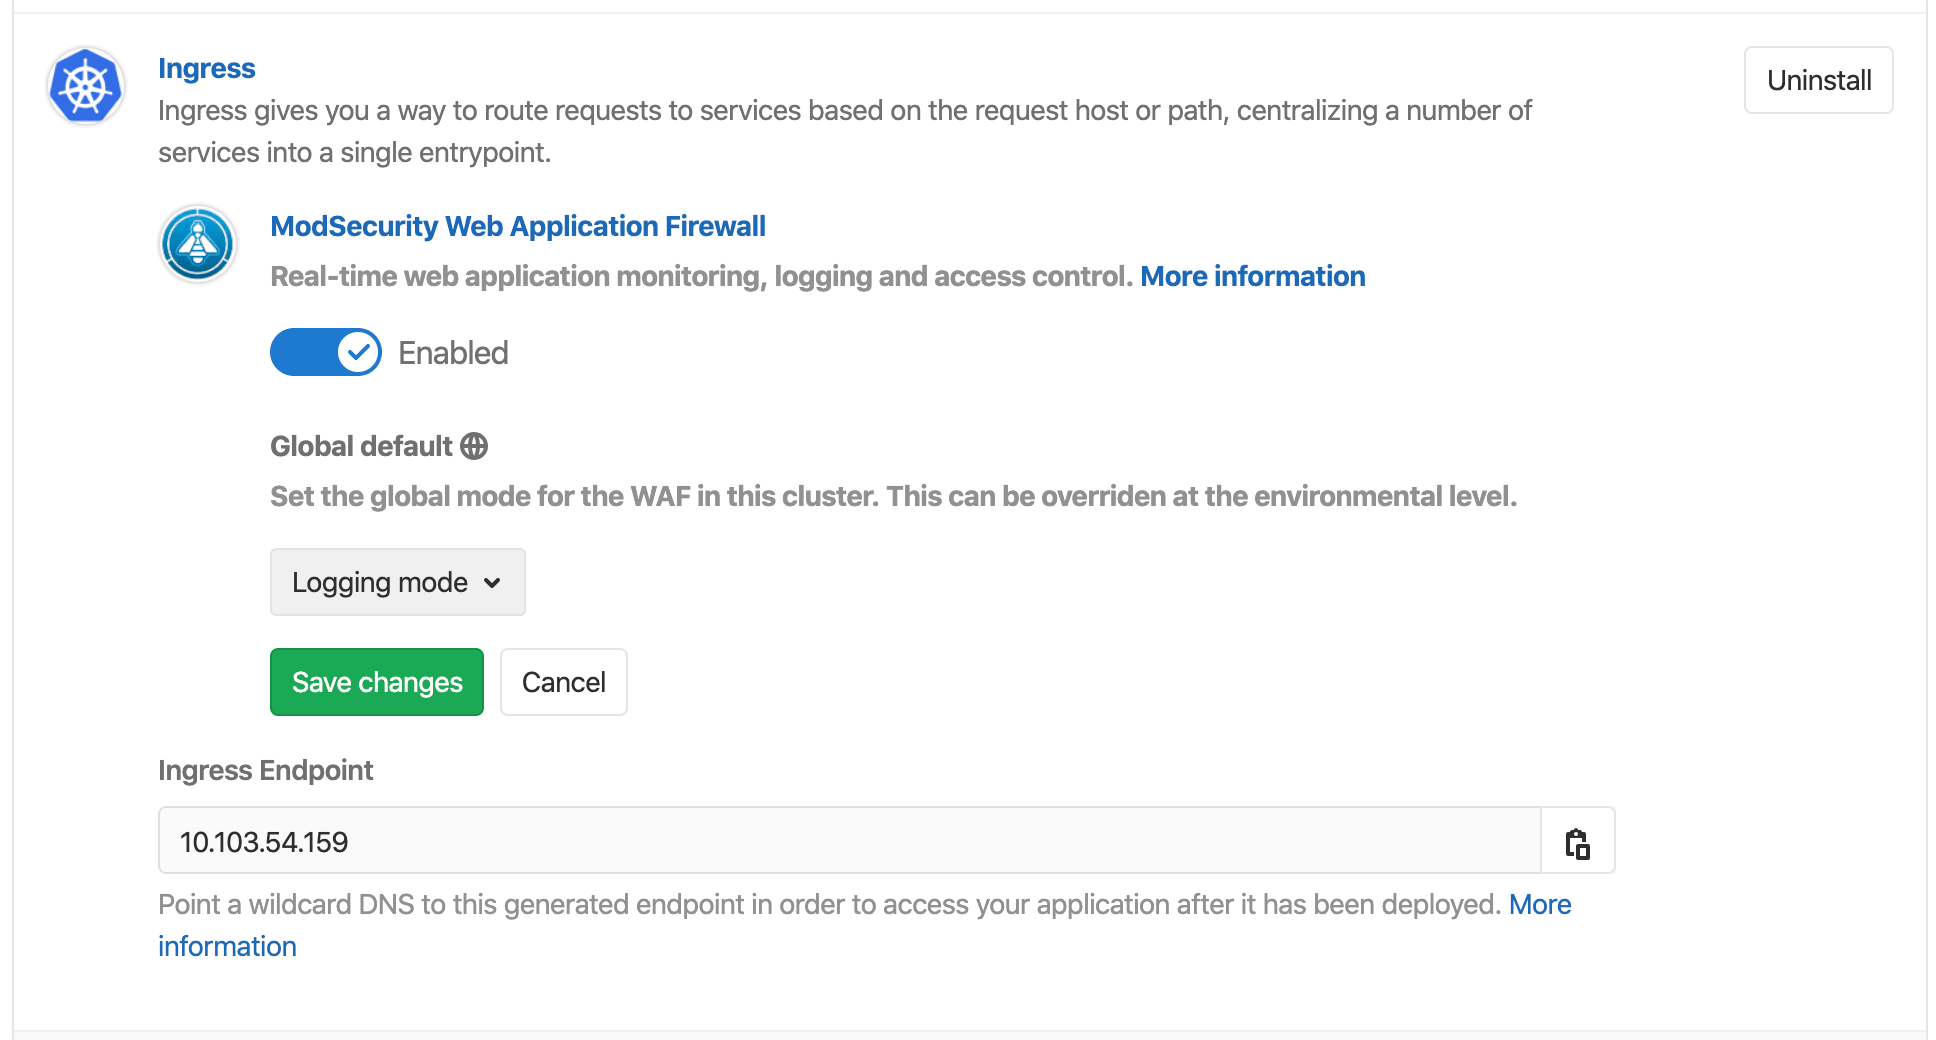 Ingress
Uninstall
Ingress gives you a way to route requests to services based on the request host or path, centralizing a number of
services into a single entrypoint.
ModSecurity Web Application Firewall
Real-time web application monitoring, logging and access control. More information
Enabled
Global default
Set the global mode for the WAF in this cluster. This can be overriden at the environmental level.
Logging mode
Save changes
Cancel
Ingress Endpoint
10.103.54.159
Point a wildcard DNS to this generated endpoint in order to access your application after it has been deployed. More
information